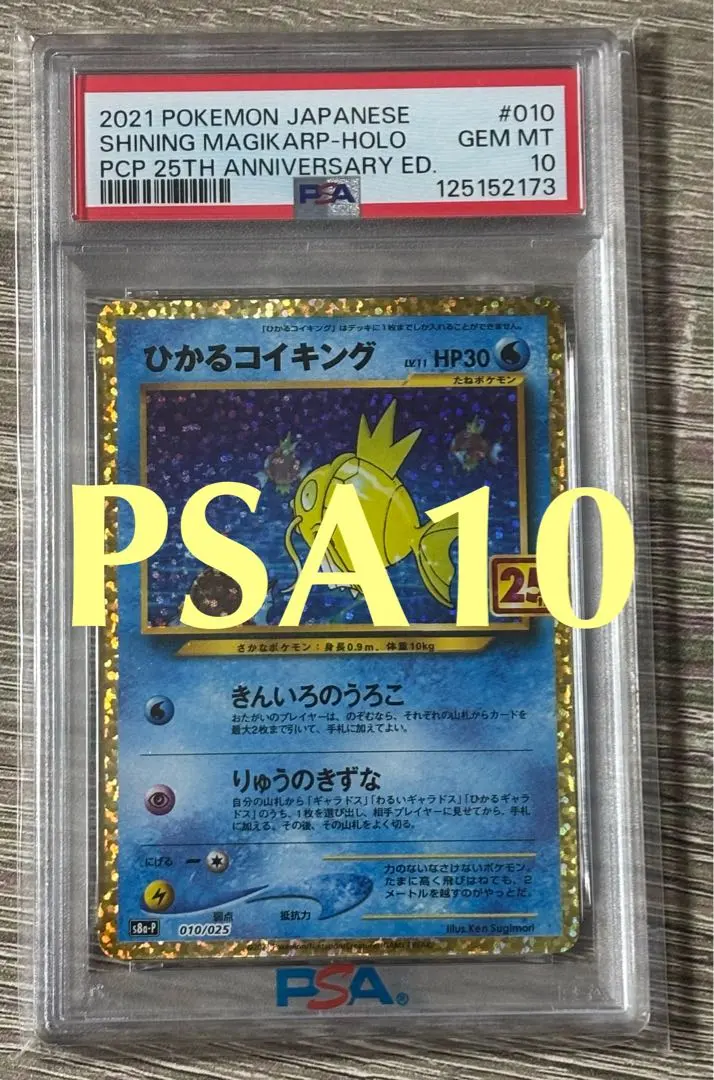 2021 POKEMON JAPANESE #010
SHINING MAGIKARP-HOLO GEM MT
PCP 25TH ANNIVERSARY ED. 10
PSA 125152173
「ひかるコイキング」はデッキに1枚までしか入れることができません。
ひかるコイキング LV.11 HP30
たねポケモン
PSA10
25
さかなポケモン：身長0.9m、体重10kg
きんいろのうろこ
おたがいのプレイヤーは、のぞむなら、それぞれの山札からカードを
最大2枚まで引いて、手札に加えてよい。
りゅうのきずな
自分の山札から「ギャラドス」「わるいギャラドス」「ひかるギャラ
ドス」のうち、1枚を選び出し、相手プレイヤーに見せてから、手札
に加える。その後、その山札をよく切る。
にげる
力のないなさけないポケモン。
たまに高く飛びはねても、2
メートルを越すのがやっとだ。
弱点 抵抗力
s8a-P 010/025
Illus. Ken Sugimori
PSA®